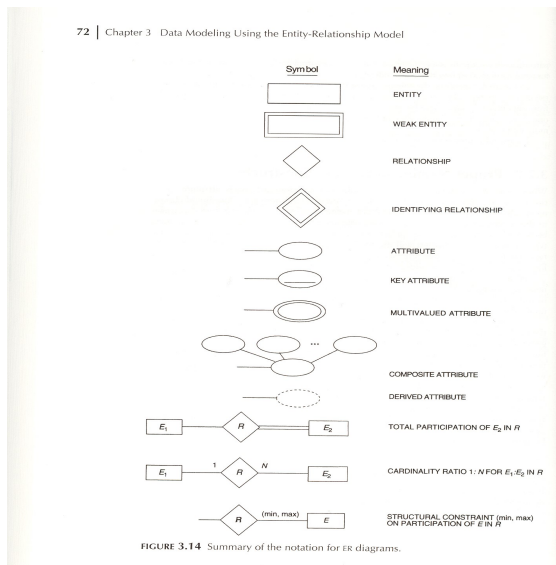 72 | Chapter 3 Data Modeling Using the Entity-Relationship Model
Symbol Meaning
ENTITY
WEAK ENTITY
RELATIONSHIP
IDENTIFYING RELATIONSHIP
ATTRIBUTE
KEY ATTRIBUTE
MULTIVALUED ATTRIBUTE
...
COMPOSITE ATTRIBUTE
DERIVED ATTRIBUTE
E₁ R E₂ TOTAL PARTICIPATION OF E₂ IN R
E₁ 1 R N E₂ CARDINALITY RATIO 1:N FOR E₁:E₂ IN R
R (min, max) E STRUCTURAL CONSTRAINT (min, max)
ON PARTICIPATION OF E IN R
FIGURE 3.14 Summary of the notation for ER diagrams.